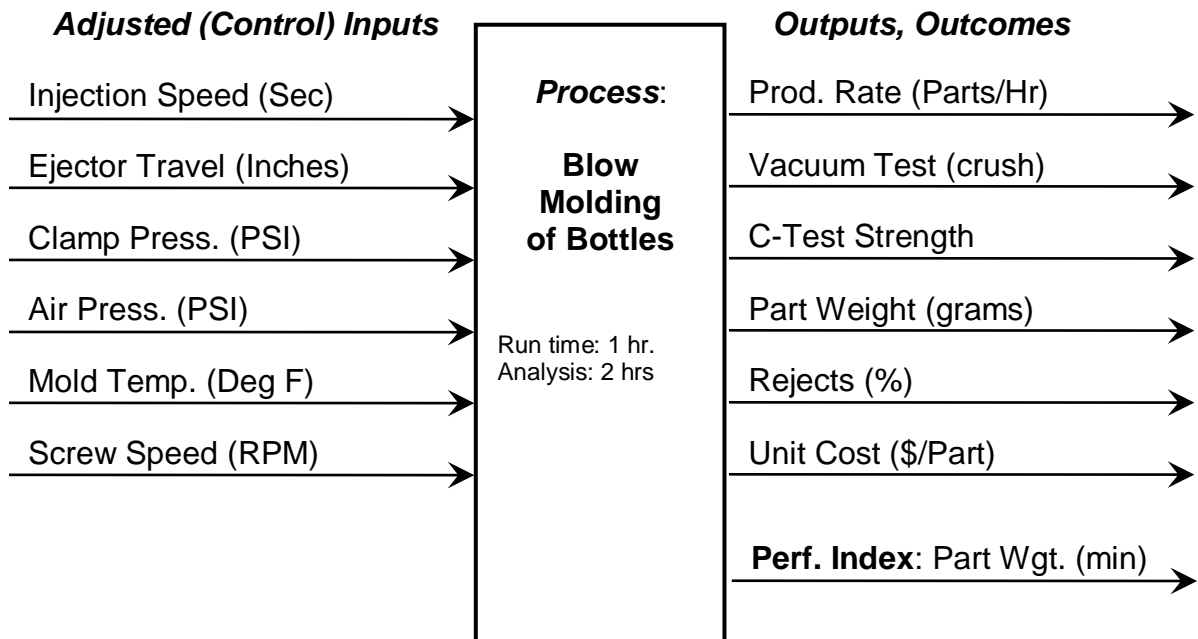 Adjusted (Control) Inputs
Injection Speed (Sec)
Ejector Travel (Inches)
Clamp Press. (PSI)
Air Press. (PSI)
Mold Temp. (Deg F)
Screw Speed (RPM)
Process:
Blow
Molding
of Bottles
Run time: 1 hr.
Analysis: 2 hrs
Outputs, Outcomes
Prod. Rate (Parts/Hr)
Vacuum Test (crush)
C-Test Strength
Part Weight (grams)
Rejects (%)
Unit Cost ($/Part)
Perf. Index: Part Wgt. (min)